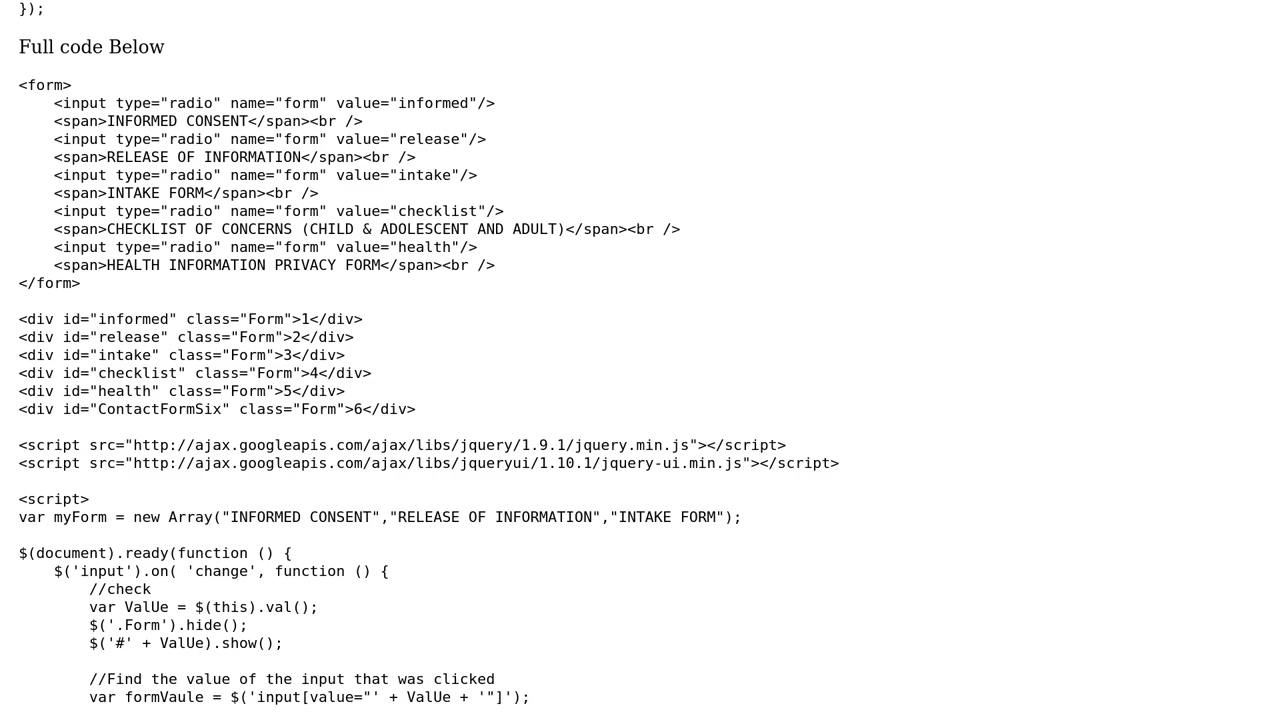 });
Full code Below
<form>
    <input type="radio" name="form" value="informed"/>
    <span>INFORMED CONSENT</span><br />
    <input type="radio" name="form" value="release"/>
    <span>RELEASE OF INFORMATION</span><br />
    <input type="radio" name="form" value="intake"/>
    <span>INTAKE FORM</span><br />
    <input type="radio" name="form" value="checklist"/>
    <span>CHECKLIST OF CONCERNS (CHILD & ADOLESCENT AND ADULT)</span><br />
    <input type="radio" name="form" value="health"/>
    <span>HEALTH INFORMATION PRIVACY FORM</span><br />
</form>
<div id="informed" class="Form">1</div>
<div id="release" class="Form">2</div>
<div id="intake" class="Form">3</div>
<div id="checklist" class="Form">4</div>
<div id="health" class="Form">5</div>
<div id="ContactFormSix" class="Form">6</div>
<script src="http://ajax.googleapis.com/ajax/libs/jquery/1.9.1/jquery.min.js"></script>
<script src="http://ajax.googleapis.com/ajax/libs/jqueryui/1.10.1/jquery-ui.min.js"></script>
<script>
var myForm = new Array("INFORMED CONSENT","RELEASE OF INFORMATION","INTAKE FORM");
$(document).ready(function () {
    $('input').on( 'change', function () {
        //check
        var ValUe = $(this).val();
        $('.Form').hide();
        $('#' + ValUe).show();
        //Find the value of the input that was clicked
        var formVaule = $('input[value="' + ValUe + '"]');